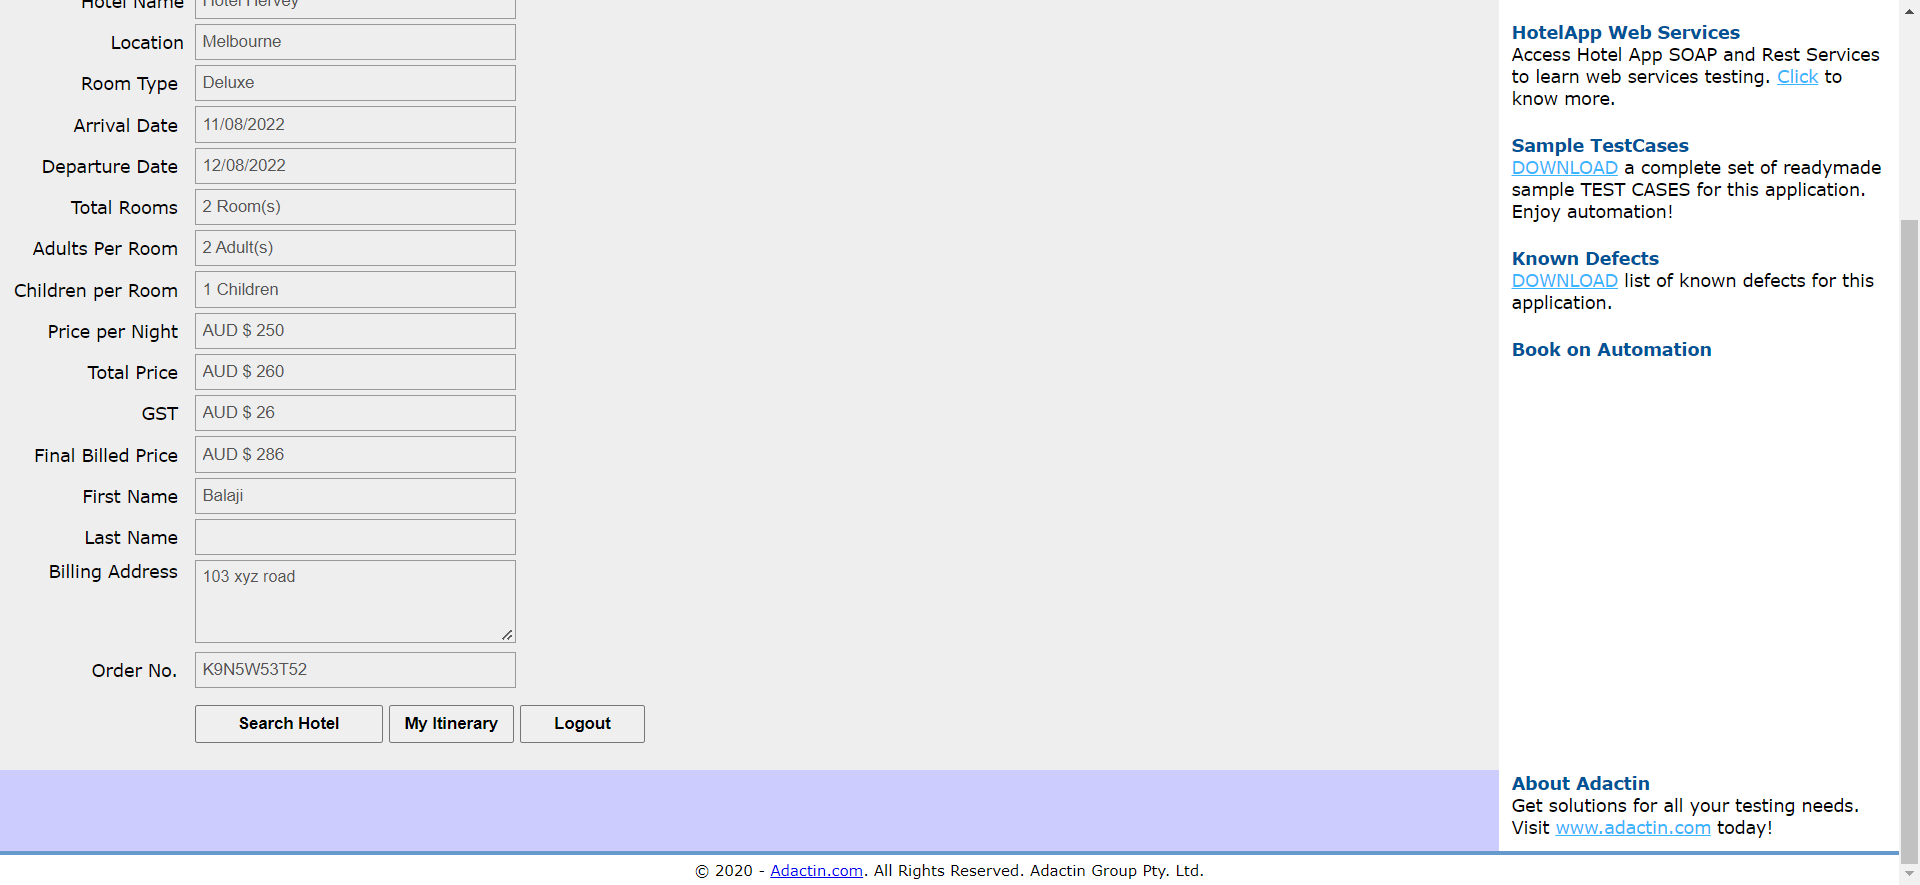 Hotel Name Hotel Hervey
Location Melbourne
Room Type Deluxe
Arrival Date 11/08/2022
Departure Date 12/08/2022
Total Rooms 2 Room(s)
Adults Per Room 2 Adult(s)
Children per Room 1 Children
Price per Night AUD $ 250
Total Price AUD $ 260
GST AUD $ 26
Final Billed Price AUD $ 286
First Name Balaji
Last Name
Billing Address 103 xyz road
Order No. K9N5W53T52
Search Hotel My Itinerary Logout
HotelApp Web Services
Access Hotel App SOAP and Rest Services
to learn web services testing. Click to
know more.
Sample TestCases
DOWNLOAD a complete set of readymade
sample TEST CASES for this application.
Enjoy automation!
Known Defects
DOWNLOAD list of known defects for this
application.
Book on Automation
About Adactin
Get solutions for all your testing needs.
Visit www.adactin.com today!
© 2020 - Adactin.com. All Rights Reserved. Adactin Group Pty. Ltd.